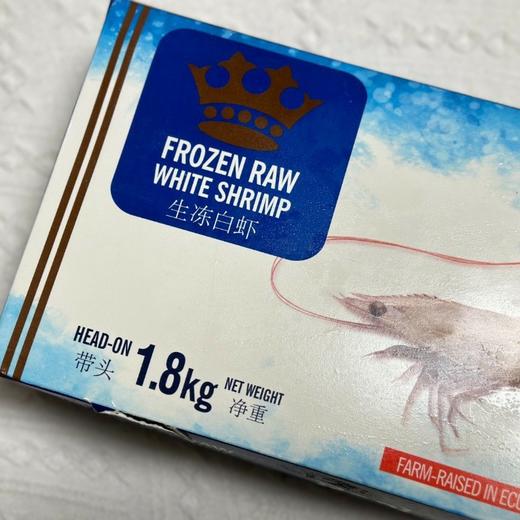 FROZEN RAW
WHITE SHRIMP
生冻白虾
HEAD-ON
带头
1.8kg
NET WEIGHT
净重
FARM-RAISED IN